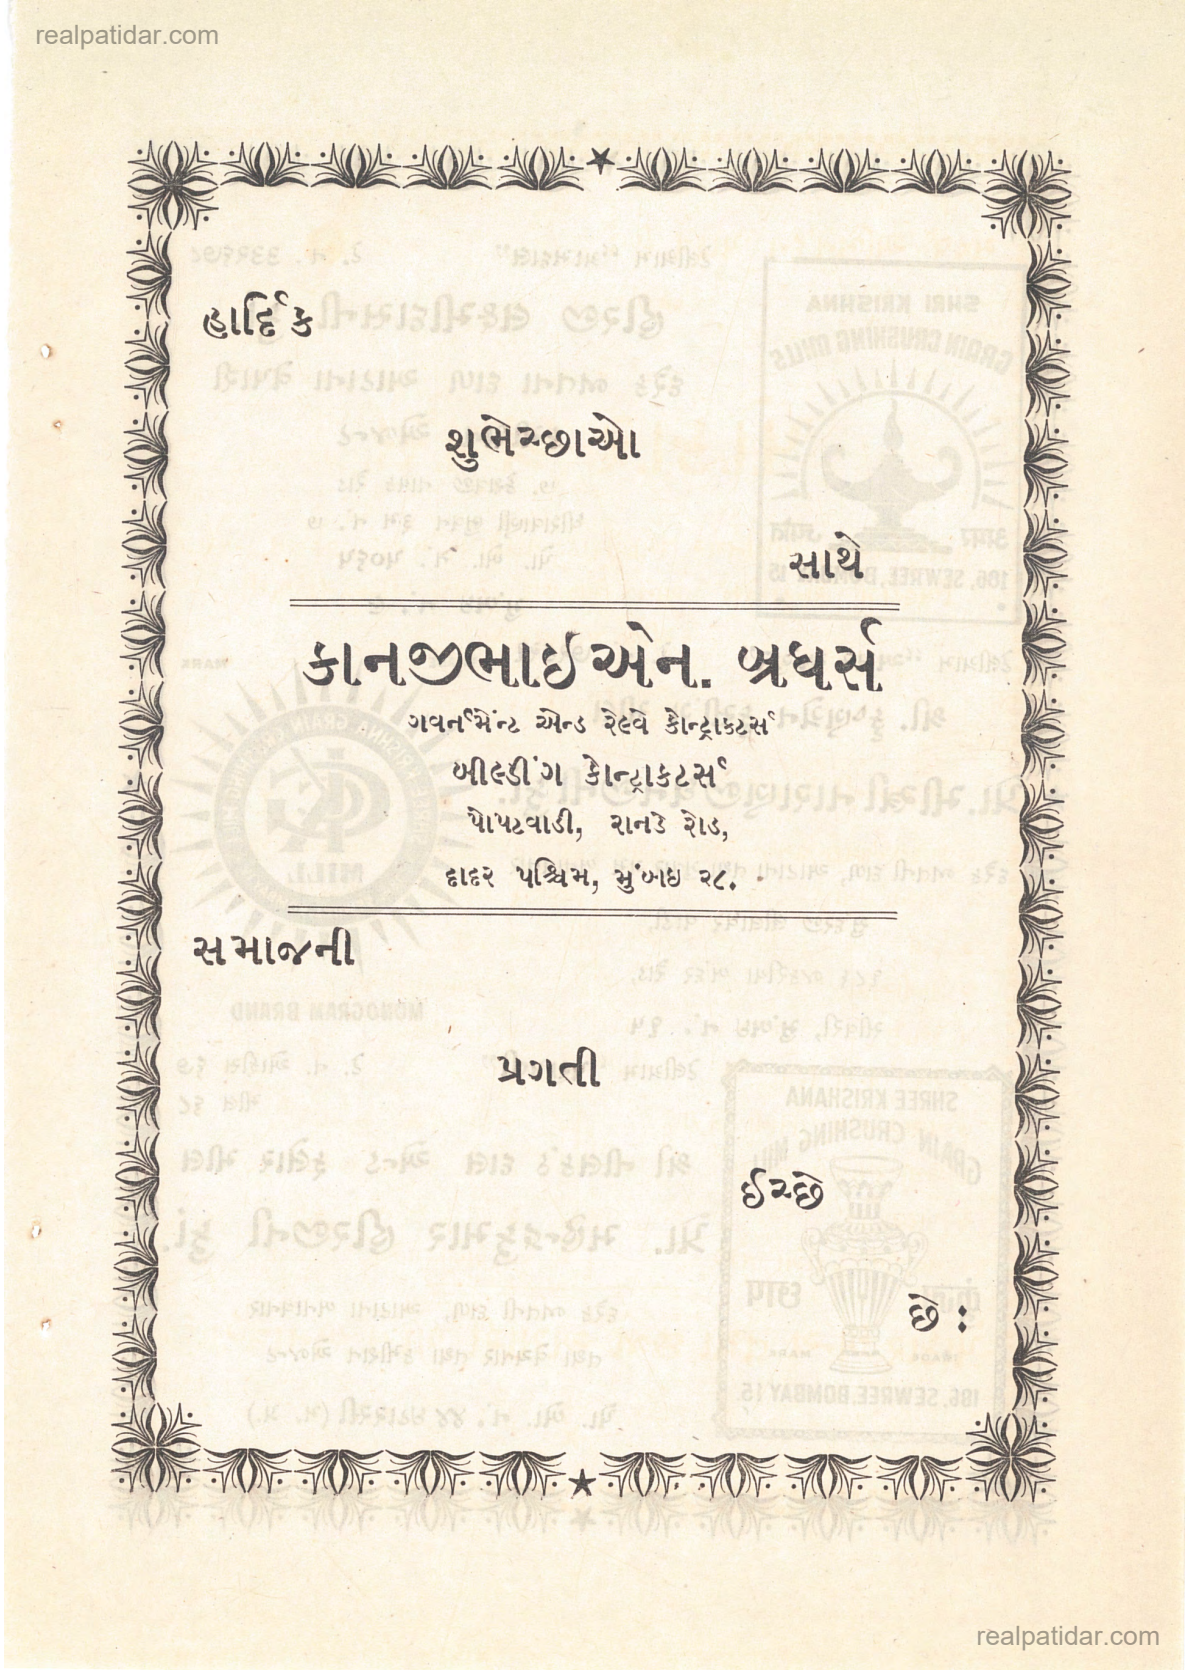 realpatidar.com
હાર્દિક
શુભેચ્છાઓ
સાથે
કાનજીભાઇ એન. બ્રધર્સ
ગવર્નમેંન્ટ એન્ડ રેલ્વે કોન્ટ્રાકટર્સ
બીલ્ડીંગ કોન્ટ્રાકટર્સ
પોપટવાડી, રાનડે રોડ,
દાદર પશ્ચિમ, મુંબઇ ૨૮.
સમાજની
પ્રગતી
ઈચ્છે
છે :
realpatidar.com